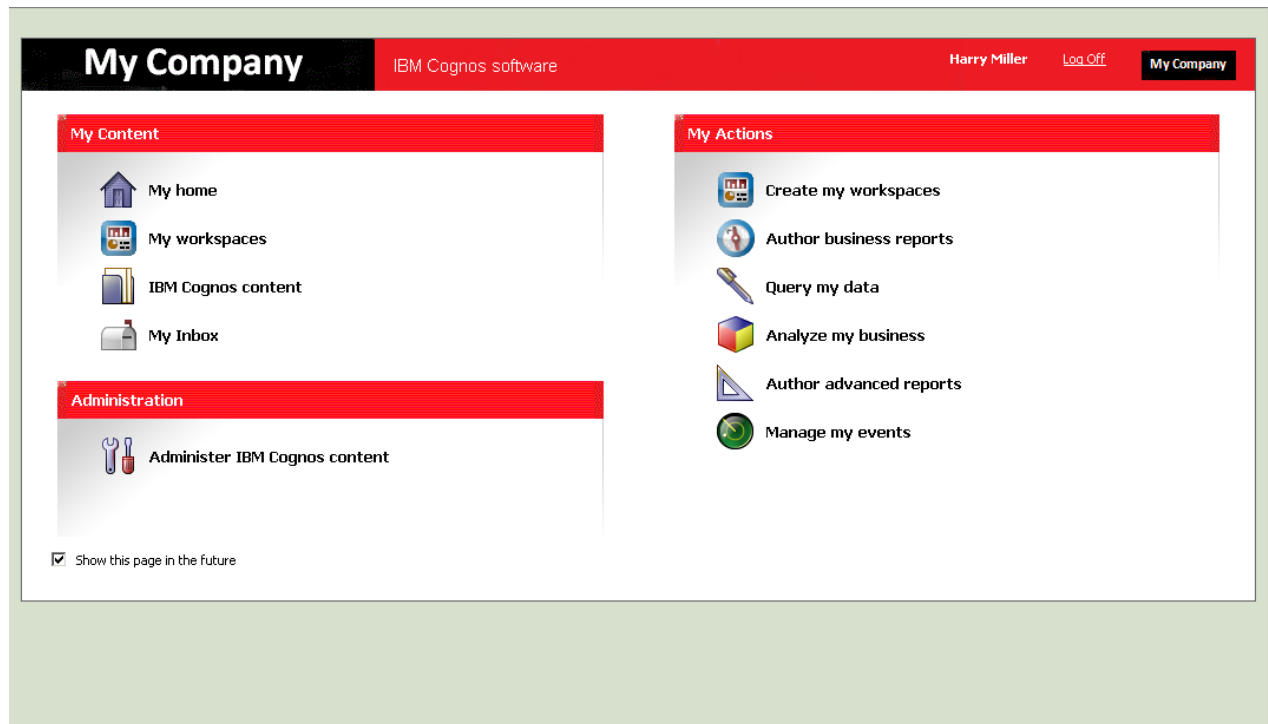 My Company
IBM Cognos software
Harry Miller
Log Off
My Company
My Content
My home
My workspaces
IBM Cognos content
My Inbox
Administration
Administer IBM Cognos content
Show this page in the future
My Actions
Create my workspaces
Author business reports
Query my data
Analyze my business
Author advanced reports
Manage my events